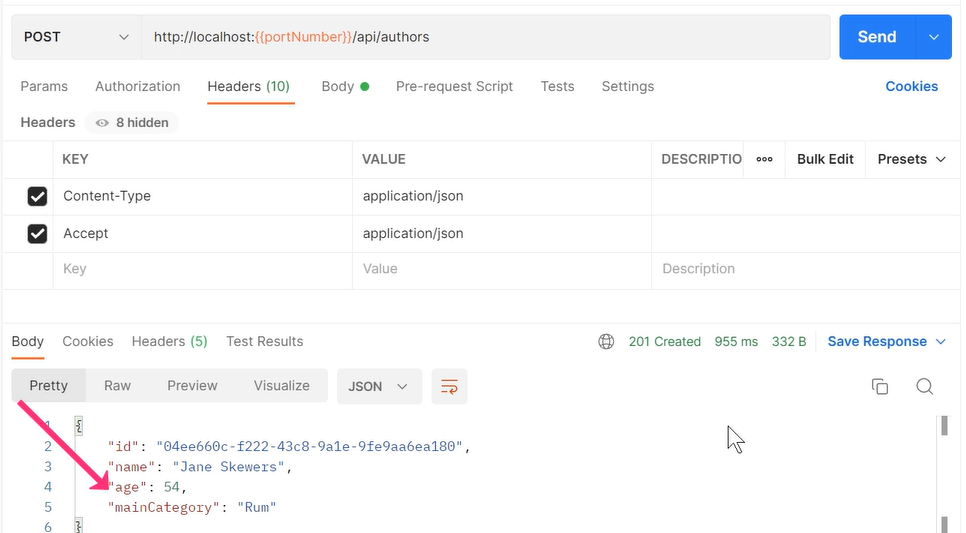 POST http://localhost:{{portNumber}}/api/authors Send
Params Authorization Headers (10) Body Pre-request Script Tests Settings Cookies
Headers 8 hidden
KEY VALUE DESCRIPTIO ••• Bulk Edit Presets
Content-Type application/json
Accept application/json
Key Value Description
Body Cookies Headers (5) Test Results 201 Created 955 ms 332 B Save Response
Pretty Raw Preview Visualize JSON
1 {
2 "id": "04ee660c-f222-43c8-9a1e-9fe9aa6ea180",
3 "name": "Jane Skewers",
4 "age": 54,
5 "mainCategory": "Rum"
6 }